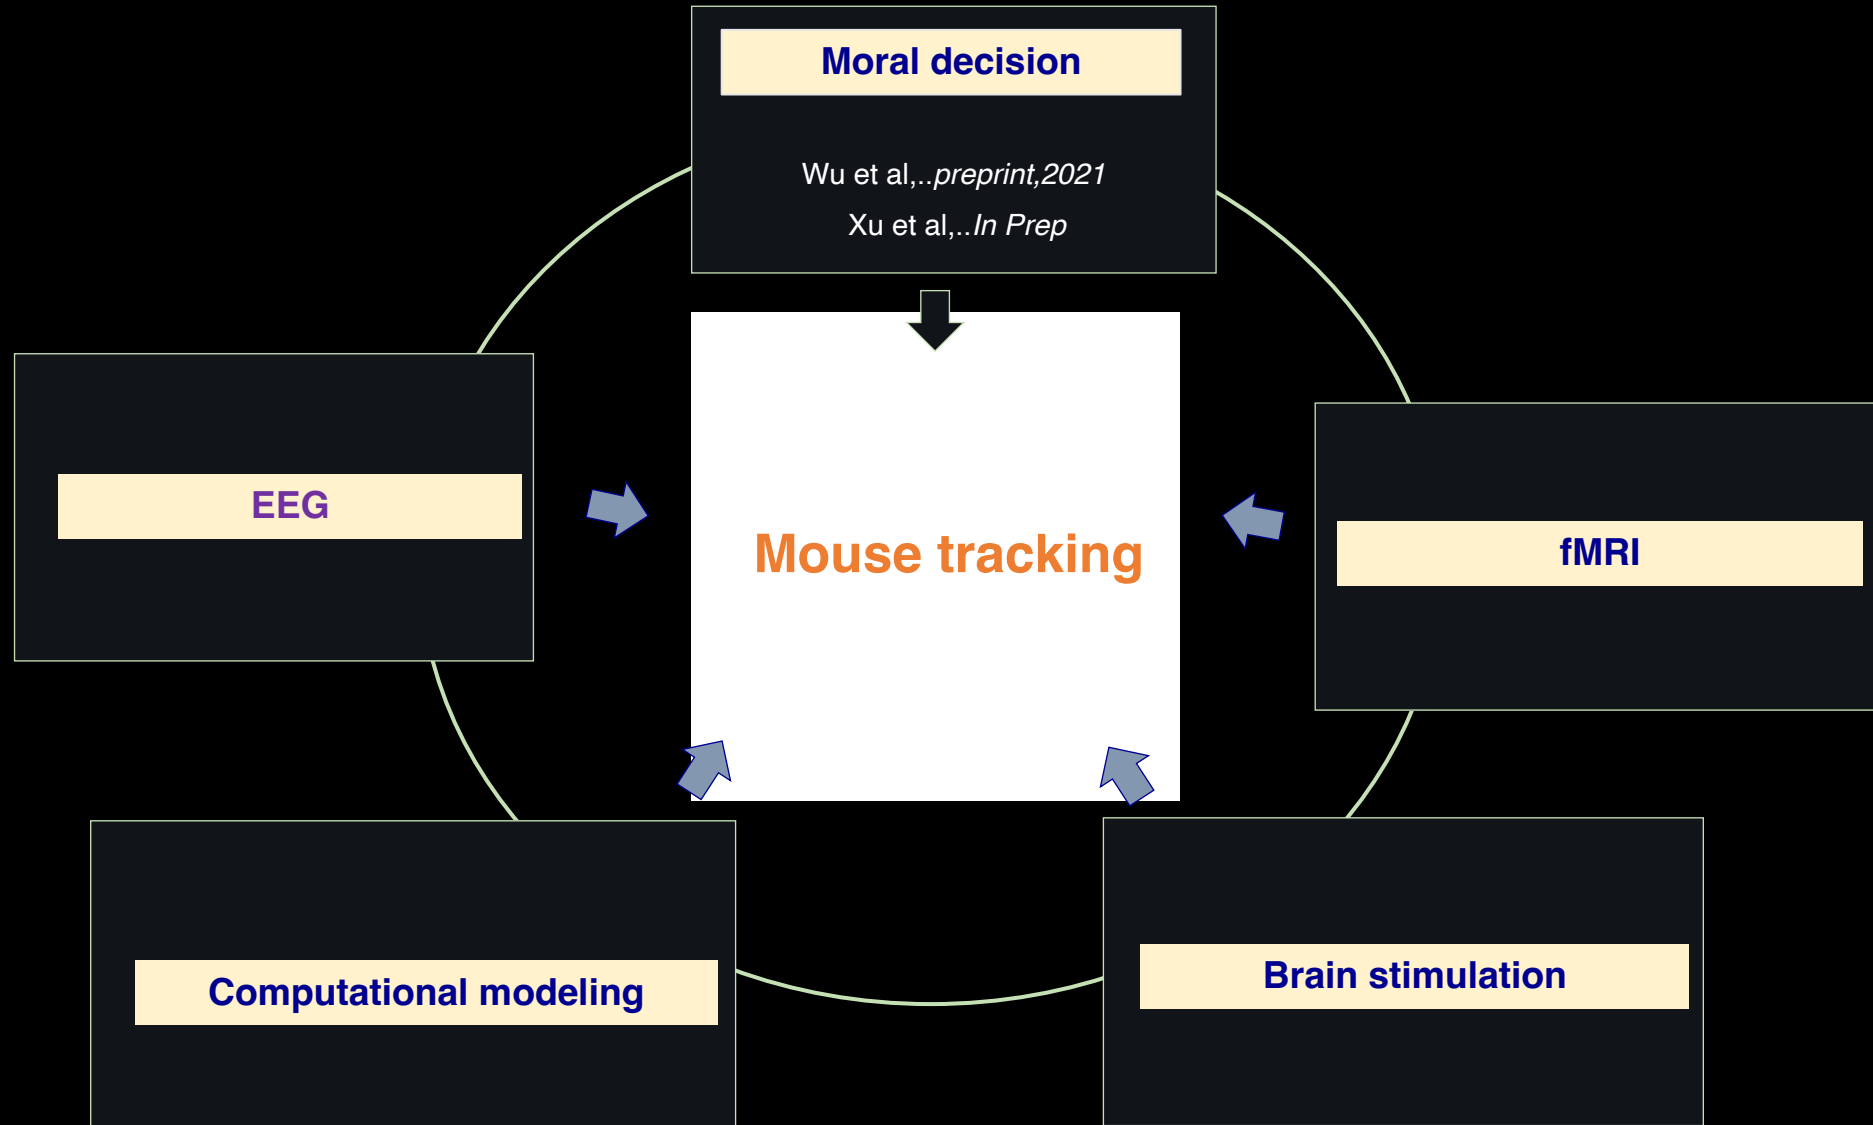 Moral decision
Wu et al,..preprint,2021
Xu et al,..In Prep
EEG
Mouse tracking
fMRI
Computational modeling
Brain stimulation